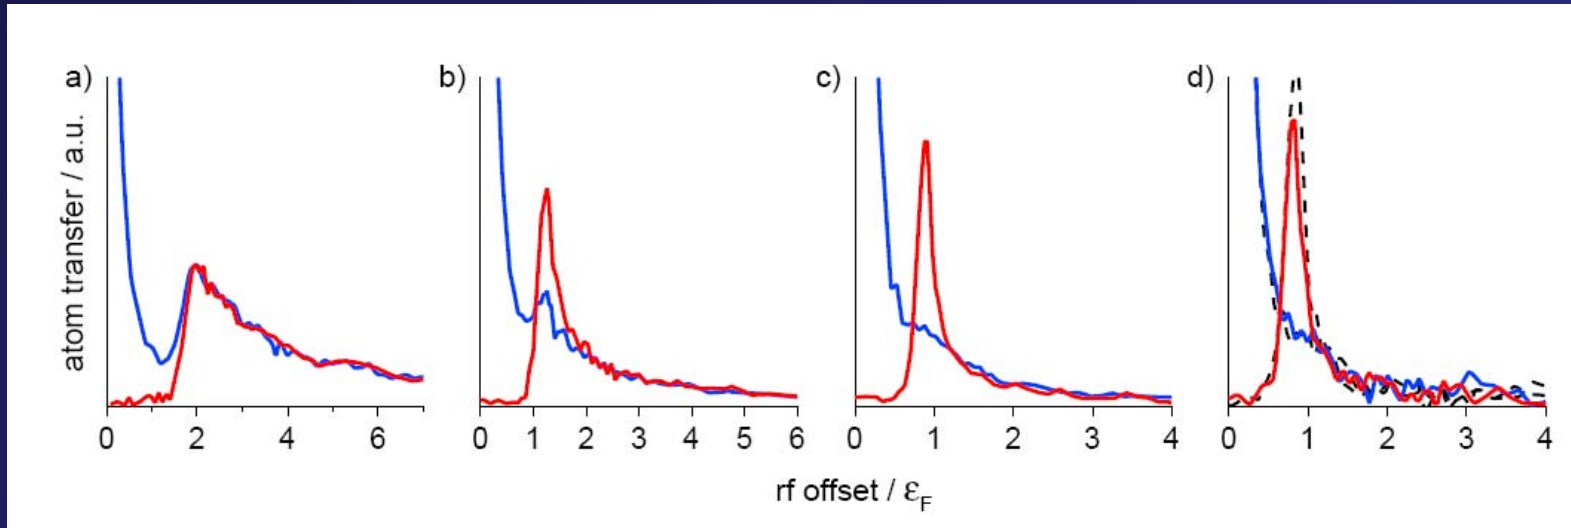 a)
b)
c)
d)
atom transfer / a.u.
0 2 4 6
0 1 2 3 4 5 6
0 1 2 3 4
0 1 2 3 4
rf offset / εF